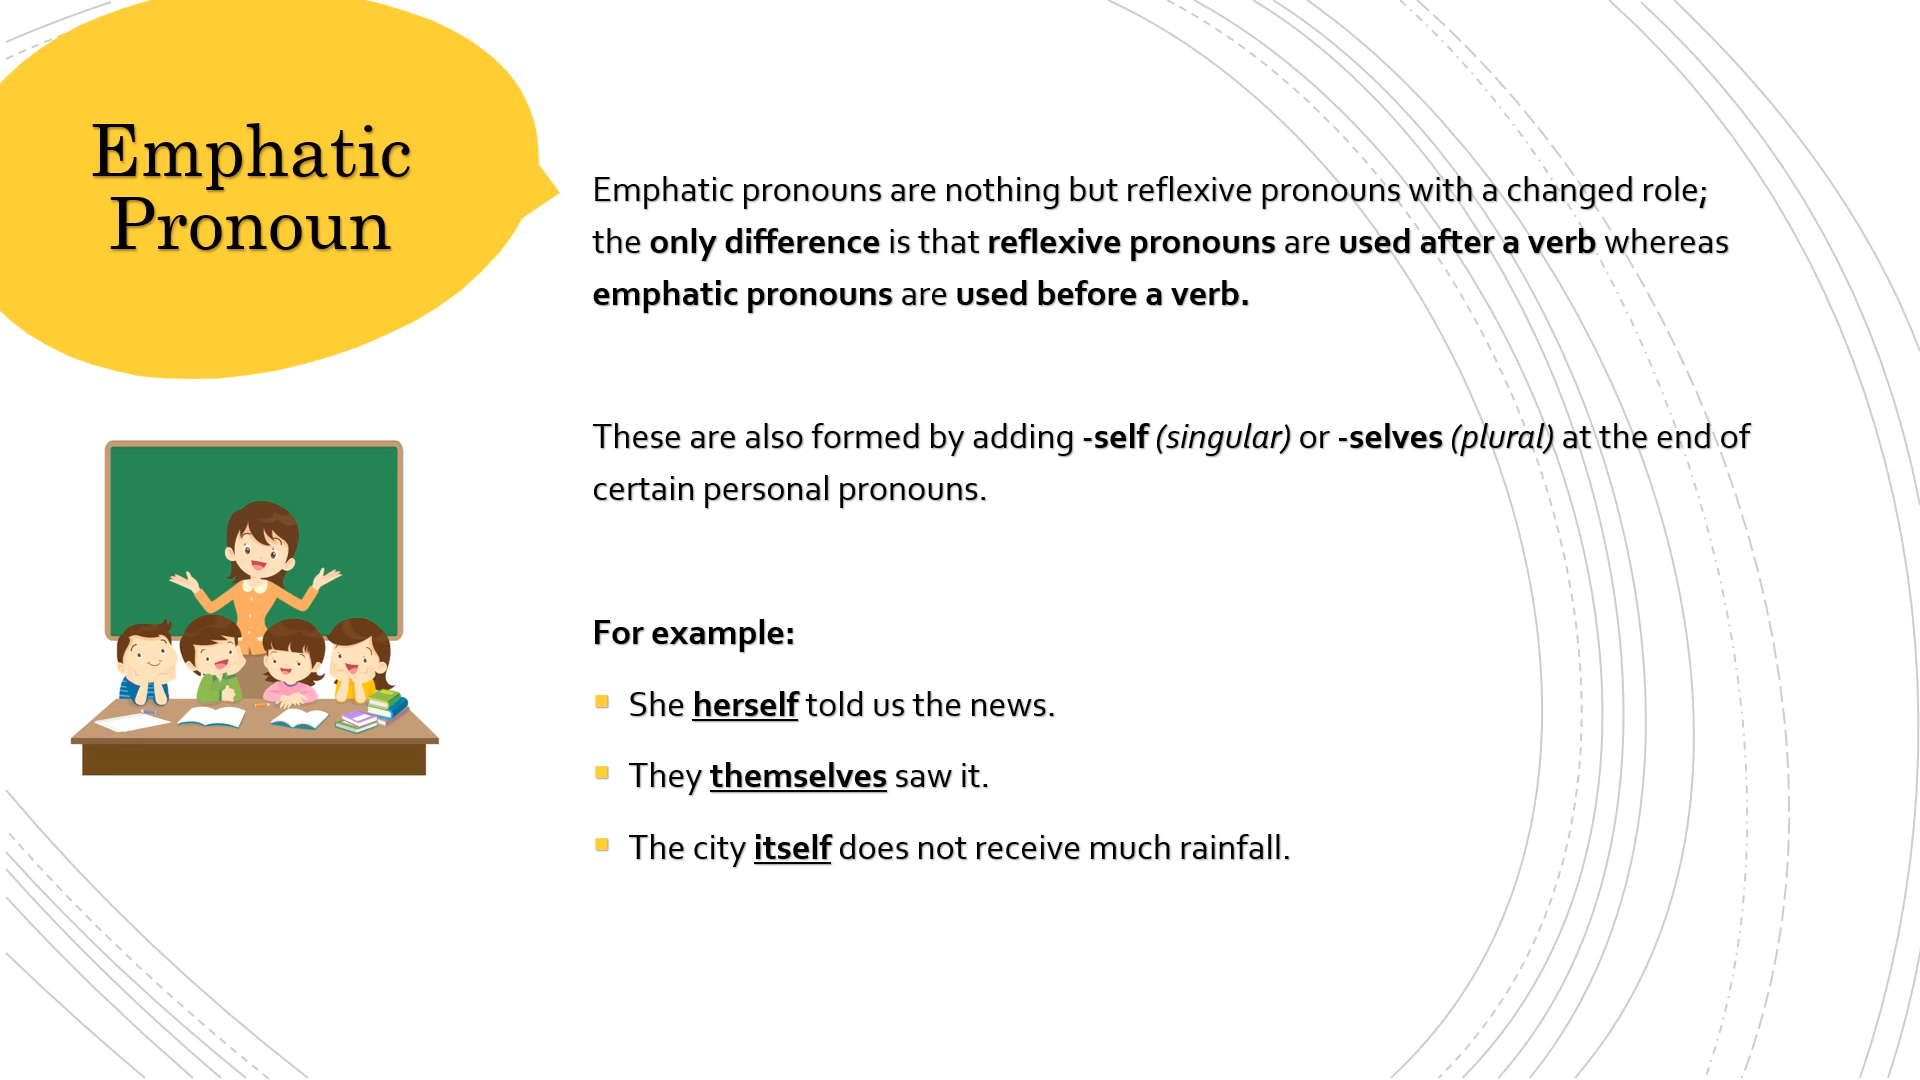 Emphatic
Pronoun
Emphatic pronouns are nothing but reflexive pronouns with a changed role;
the only difference is that reflexive pronouns are used after a verb whereas
emphatic pronouns are used before a verb.
These are also formed by adding -self (singular) or -selves (plural) at the end of
certain personal pronouns.
For example:
She herself told us the news.
They themselves saw it.
The city itself does not receive much rainfall.